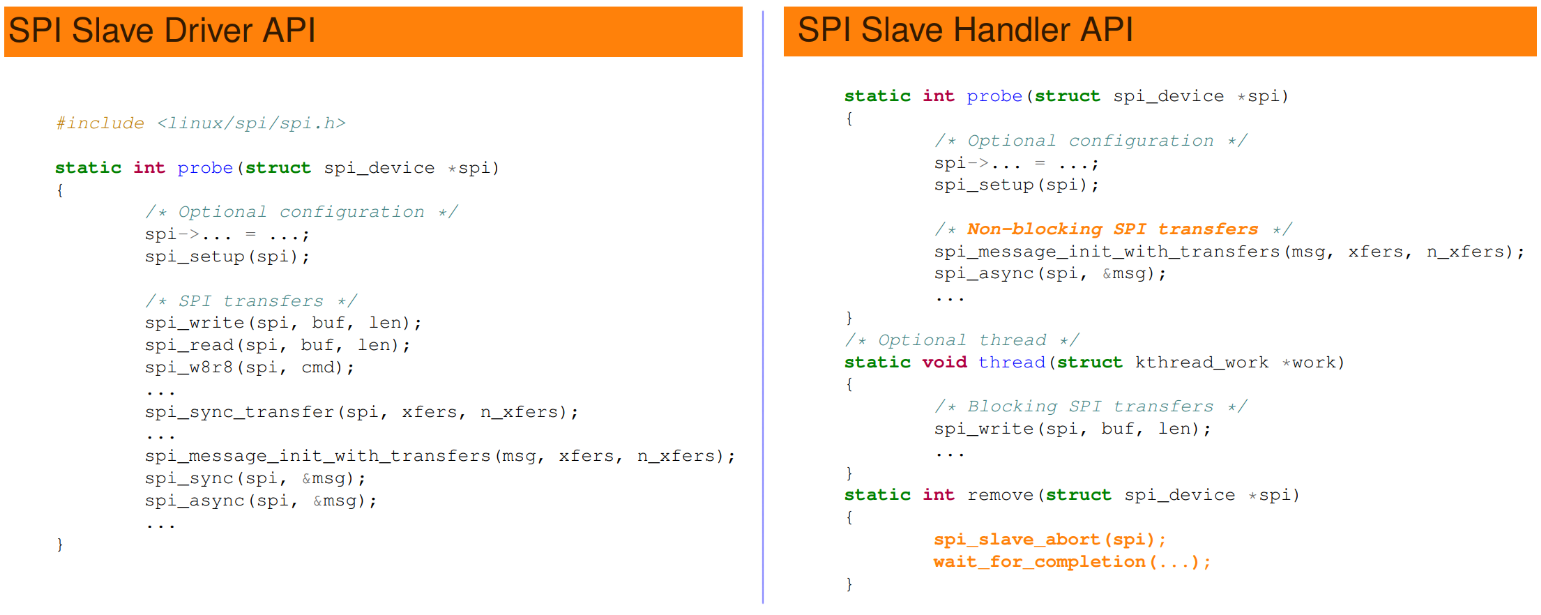 SPI Slave Driver API
#include <linux/spi/spi.h>
static int probe(struct spi_device *spi)
{
/* Optional configuration */
spi->... = ...;
spi_setup(spi);
/* SPI transfers */
spi_write(spi, buf, len);
spi_read(spi, buf, len);
spi_w8r8(spi, cmd);
...
spi_sync_transfer(spi, xfers, n_xfers);
...
spi_message_init_with_transfers(msg, xfers, n_xfers);
spi_sync(spi, &msg);
spi_async(spi, &msg);
...
}
SPI Slave Handler API
static int probe(struct spi_device *spi)
{
/* Optional configuration */
spi->... = ...;
spi_setup(spi);
/* Non-blocking SPI transfers */
spi_message_init_with_transfers(msg, xfers, n_xfers);
spi_async(spi, &msg);
...
}
/* Optional thread */
static void thread(struct kthread_work *work)
{
/* Blocking SPI transfers */
spi_write(spi, buf, len);
...
}
static int remove(struct spi_device *spi)
{
spi_slave_abort(spi);
wait_for_completion(...);
}